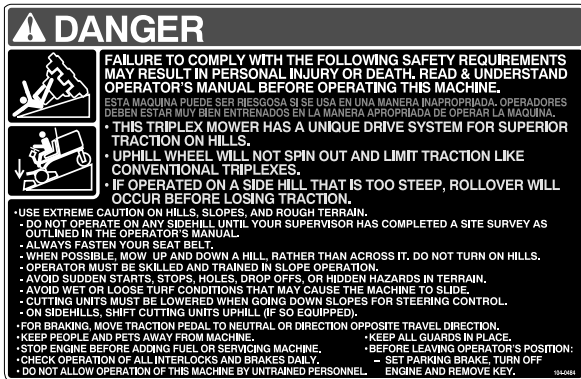 DANGER
FAILURE TO COMPLY WITH THE FOLLOWING SAFETY REQUIREMENTS
MAY RESULT IN PERSONAL INJURY OR DEATH. READ & UNDERSTAND
OPERATOR'S MANUAL BEFORE OPERATING THIS MACHINE.
ESTA MAQUINA PUEDE SER RIESGOSA SI SE USA EN UNA MANERA INAPROPRIADA. OPERADORES
DEBEN ESTAR MUY BIEN ENTRENADOS EN LA MANERA APROPRIADA DE OPERAR LA MAQUINA.
• THIS TRIPLEX MOWER HAS A UNIQUE DRIVE SYSTEM FOR SUPERIOR
TRACTION ON HILLS.
• UPHILL WHEEL WILL NOT SPIN OUT AND LIMIT TRACTION LIKE
CONVENTIONAL TRIPLEXES.
• IF OPERATED ON A SIDE HILL THAT IS TOO STEEP, ROLLOVER WILL
OCCUR BEFORE LOSING TRACTION.
•USE EXTREME CAUTION ON HILLS, SLOPES, AND ROUGH TERRAIN.
- DO NOT OPERATE ON ANY SIDEHILL UNTIL YOUR SUPERVISOR HAS COMPLETED A SITE SURVEY AS
OUTLINED IN THE OPERATOR'S MANUAL.
- ALWAYS FASTEN YOUR SEAT BELT.
- WHEN POSSIBLE, MOW UP AND DOWN A HILL, RATHER THAN ACROSS IT. DO NOT TURN ON HILLS.
- OPERATOR MUST BE SKILLED AND TRAINED IN SLOPE OPERATION.
- AVOID SUDDEN STARTS, STOPS, HOLES, DROP OFFS, OR HIDDEN HAZARDS IN TERRAIN.
- AVOID WET OR LOOSE TURF CONDITIONS THAT MAY CAUSE THE MACHINE TO SLIDE.
- CUTTING UNITS MUST BE LOWERED WHEN GOING DOWN SLOPES FOR STEERING CONTROL.
- ON SIDEHILLS, SHIFT CUTTING UNITS UPHILL (IF SO EQUIPPED).
•FOR BRAKING, MOVE TRACTION PEDAL TO NEUTRAL OR DIRECTION OPPOSITE TRAVEL DIRECTION.
•KEEP PEOPLE AND PETS AWAY FROM MACHINE. •KEEP ALL GUARDS IN PLACE.
•STOP ENGINE BEFORE ADDING FUEL OR SERVICING MACHINE. •BEFORE LEAVING OPERATOR'S POSITION:
•CHECK OPERATION OF ALL INTERLOCKS AND BRAKES DAILY. – SET PARKING BRAKE, TURN OFF
• DO NOT ALLOW OPERATION OF THIS MACHINE BY UNTRAINED PERSONNEL. ENGINE AND REMOVE KEY. 104-0484